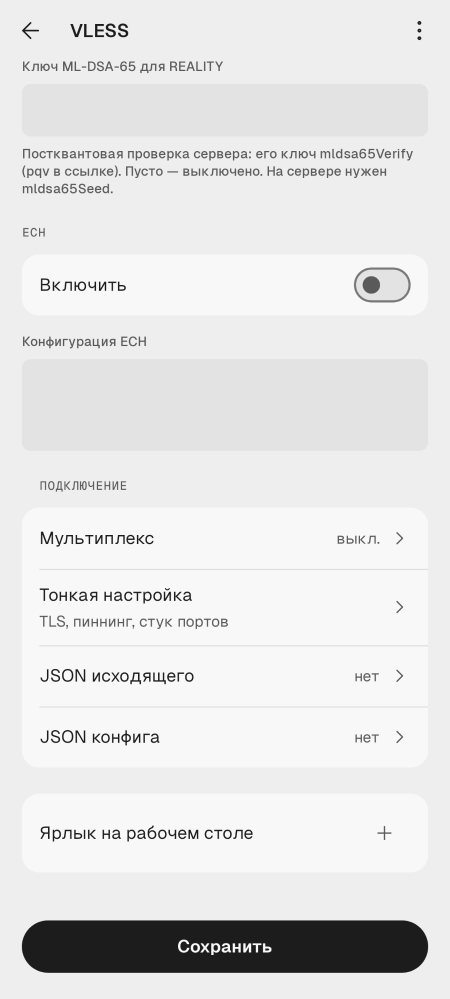 VLESS
Ключ ML-DSA-65 для REALITY
Постквантовая проверка сервера: его ключ mldsa65Verify
(pqv в ссылке). Пусто — выключено. На сервере нужен
mldsa65Seed.
ECH
Включить
Конфигурация ECH
ПОДКЛЮЧЕНИЕ
Мультиплекс выкл.
Тонкая настройка
TLS, пиннинг, стук портов
JSON исходящего нет
JSON конфига нет
Ярлык на рабочем столе
Сохранить